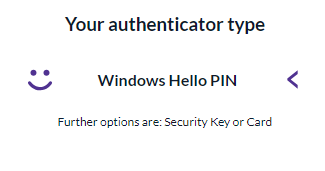 Your authenticator type
Windows Hello PIN
Further options are: Security Key or Card